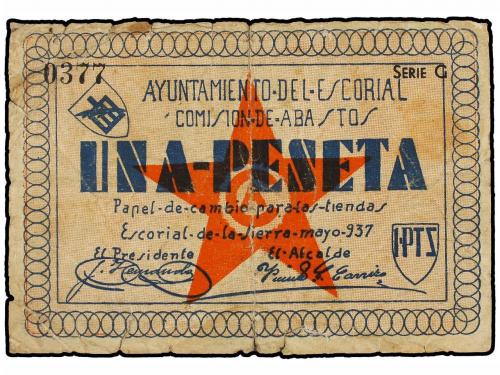 0377
SERIE G
AYUNTAMIENTO·DEL·ESCORIAL
COMISION·DE·ABASTOS
UNA-PESETA
Papel-de-cambio para-las-tiendas
Escorial-de-la-Sierra-mayo-937
El Presidente El·Alcalde
1·PTS